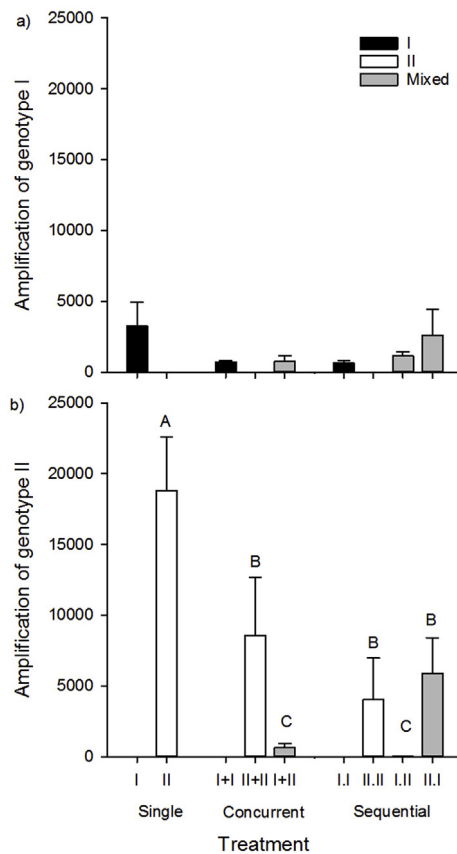 a)
25000
20000
15000
10000
5000
0
Amplification of genotype I
I
II
Mixed
b)
25000
20000
15000
10000
5000
0
Amplification of genotype II
A
B
C
B
C
B
I II I+I II+II I+II I.I II.II I.II II.I
Single Concurrent Sequential
Treatment